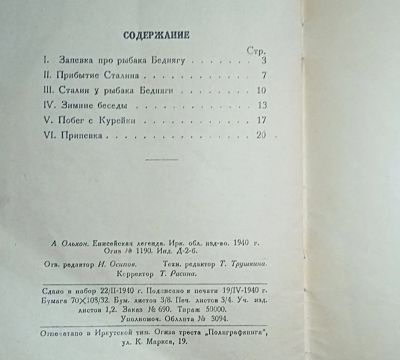 СОДЕРЖАНИЕ
Стр.
I. Запевка про рыбака Беднягу . . . . . . . 3
II. Прибытие Сталина . . . . . . . . . . . 7
III. Сталин у рыбака Бедняги . . . . . . . . 10
IV. Зимние беседы . . . . . . . . . . . . 13
V. Побег с Курейки . . . . . . . . . . . 17
VI. Припевка . . . . . . . . . . . . . . 20
А Ольхон. Енисейская легенда. Ирк. обл. изд-во. 1940 г.
Огиз № 1190. Инд. Д-2-б.
Отв. редактор И. Осипов. Техн. редактор Т. Трушкина.
Корректор Т. Расина.
Сдано в набор 22/II-1940 г. Подписано к печати 19/IV-1940 г.
Бумага 70×108/32. Бум. листов 3/8. Печ. листов 3/4. Уч. изд.
листов 1,2. Заказ № 690. Тираж 50000.
Уполномоч. Обллита № 3094.
Отпечатано в Иркутской тип. Огиза треста „Полиграфкнига",
ул. К. Маркса, 19.